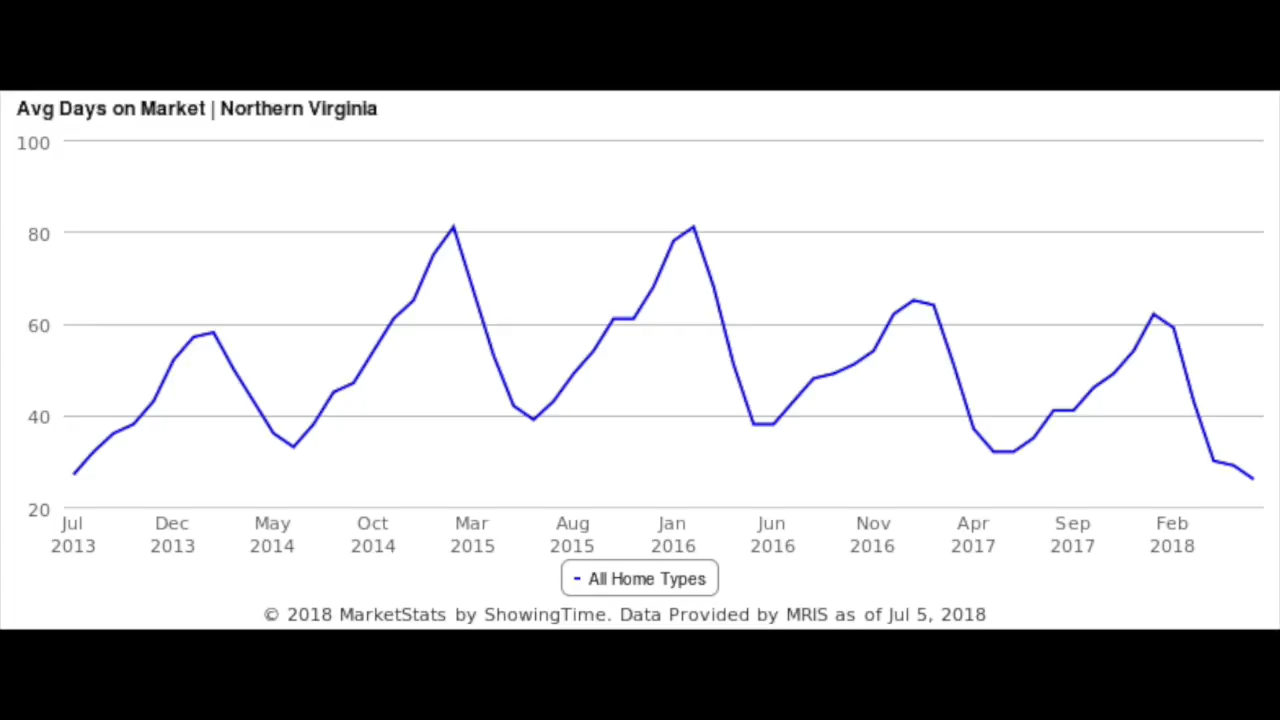 Avg Days on Market | Northern Virginia
100
80
60
40
20
Jul Dec May Oct Mar Aug Jan Jun Nov Apr Sep Feb
2013 2013 2014 2014 2015 2015 2016 2016 2016 2017 2017 2018
All Home Types
© 2018 MarketStats by ShowingTime. Data Provided by MRIS as of Jul 5, 2018